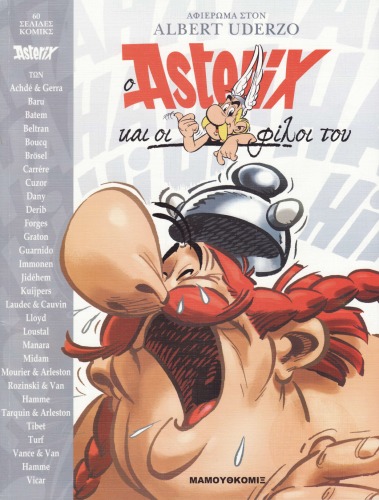 60
ΣΕΛΙΔΕΣ
ΚΟΜΙΚΣ
Asterix
ΤΩΝ
Achdé & Gerra
Baru
Batem
Beltran
Boucq
Brösel
Carrère
Cuzor
Dany
Derib
Forges
Graton
Guarnido
Immonen
Jidéhem
Kuijpers
Laudec & Cauvin
Lloyd
Loustal
Manara
Midam
Mourier & Arleston
Rozinski & Van
Hamme
Tarquin & Arleston
Tibet
Turf
Vance & Van
Hamme
Vicar
ΑΦΙΕΡΩΜΑ ΣΤΟΝ
ALBERT UDERZO
ο Asterix
και οι φίλοι του
ΜΑΜΟΥΘΚΟΜΙΞ